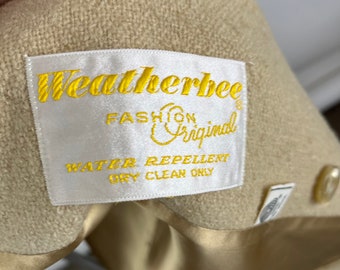 Weatherbee
FASHION
Original
WATER REPELLENT
DRY CLEAN ONLY